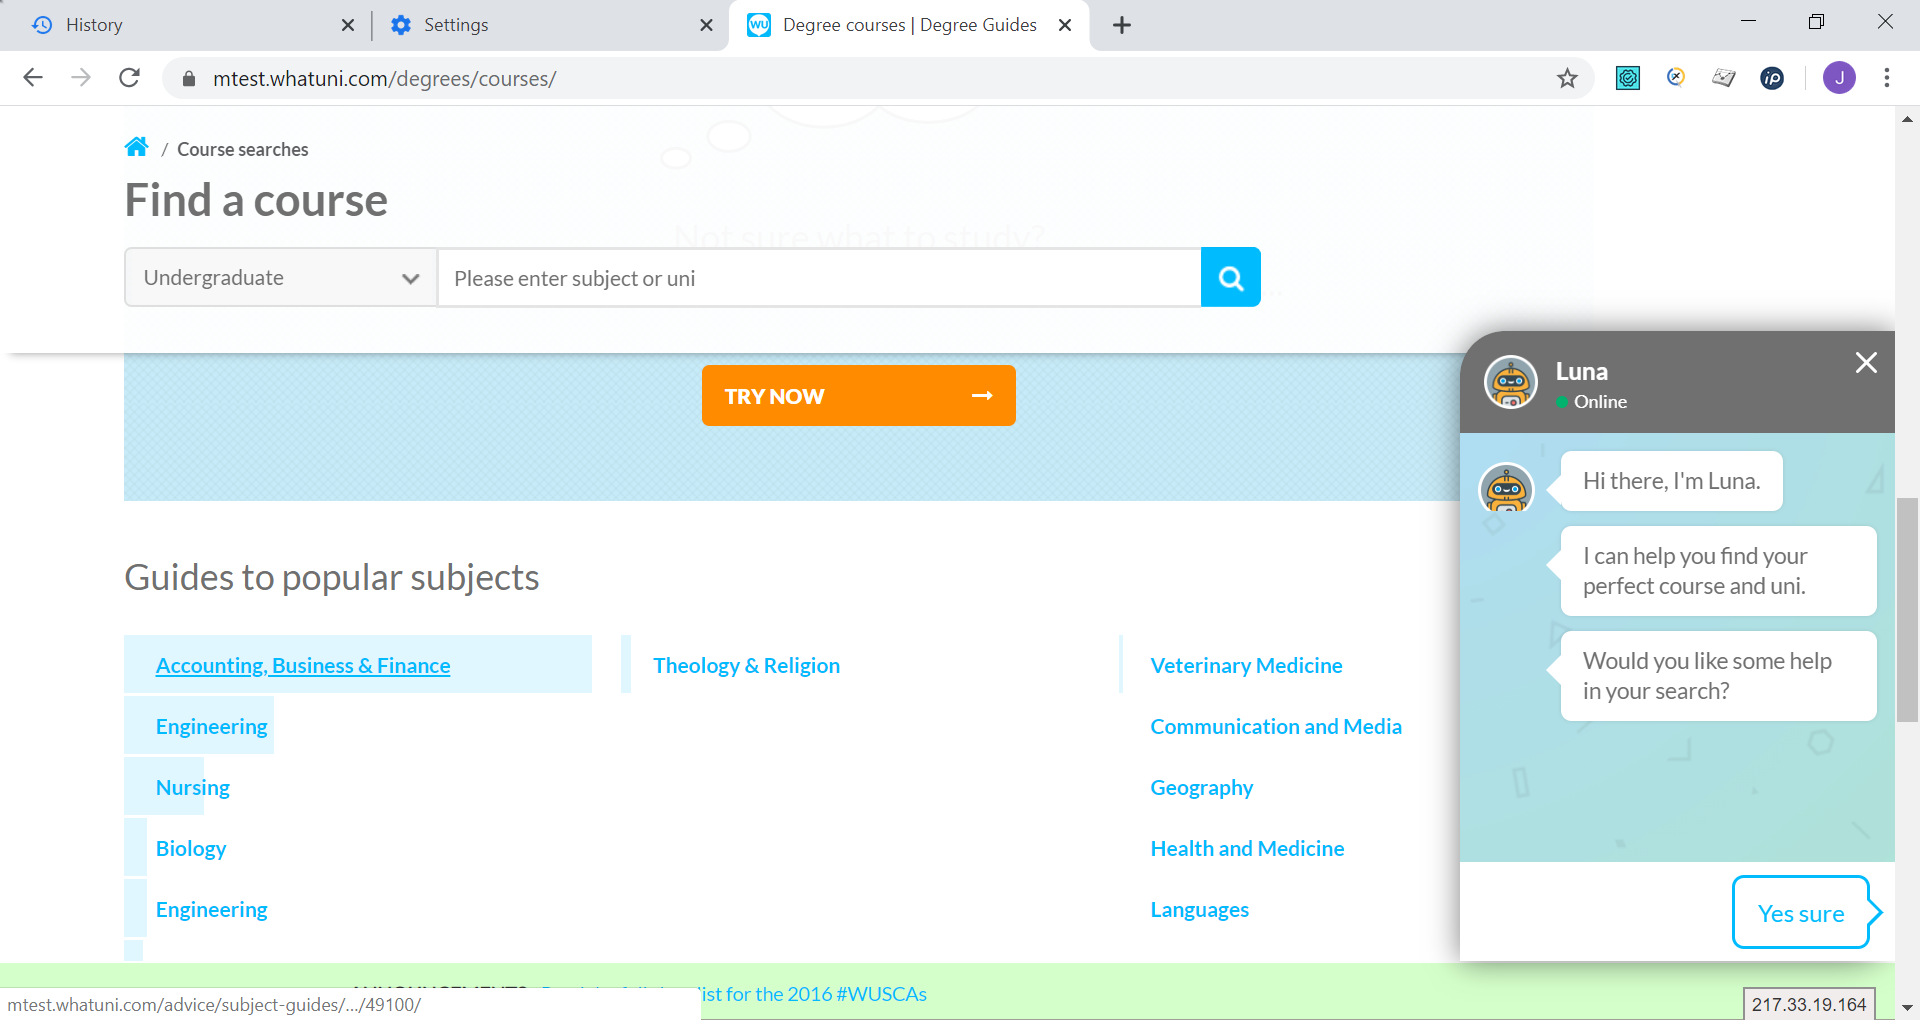 History
Settings
WU
Degree courses | Degree Guides
mtest.whatuni.com/degrees/courses/
ip
J
/ Course searches
Find a course
Not sure what to study?
Undergraduate
Please enter subject or uni
TRY NOW
Guides to popular subjects
Accounting, Business & Finance
Theology & Religion
Veterinary Medicine
Engineering
Communication and Media
Nursing
Geography
Biology
Health and Medicine
Engineering
Languages
Luna
Online
Hi there, I'm Luna.
I can help you find your
perfect course and uni.
Would you like some help
in your search?
Yes sure
list for the 2016 #WUSCAs
mtest.whatuni.com/advice/subject-guides/.../49100/
217.33.19.164